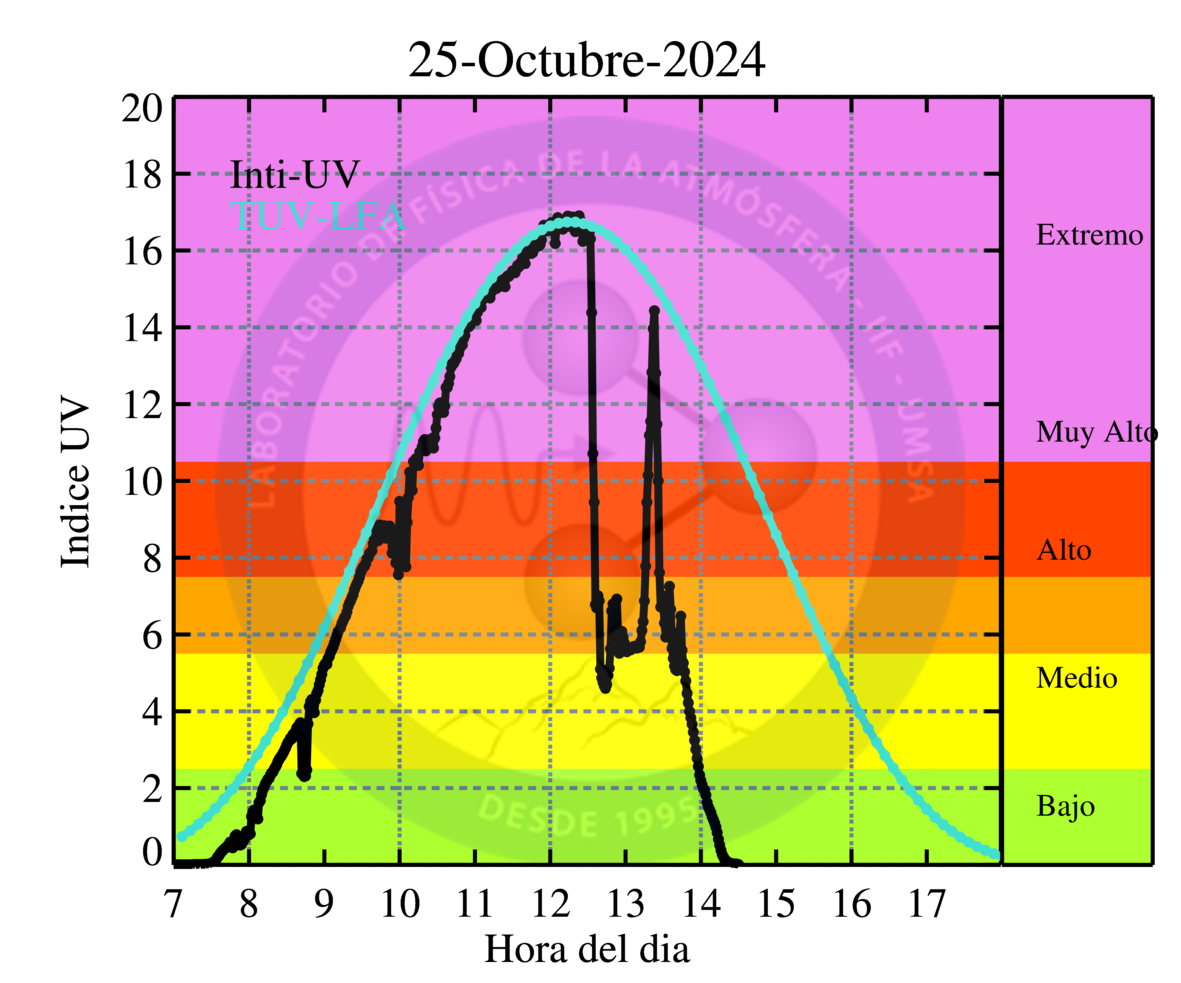 25-Octubre-2024
Inti-UV
TUV-LFA
LABORATORIO DE FÍSICA DE LA ATMÓSFERA - IIF - UMSA
DESDE 1995
Indice UV
20
18
16
14
12
10
8
6
4
2
0
Extremo
Muy Alto
Alto
Medio
Bajo
7 8 9 10 11 12 13 14 15 16 17
Hora del dia